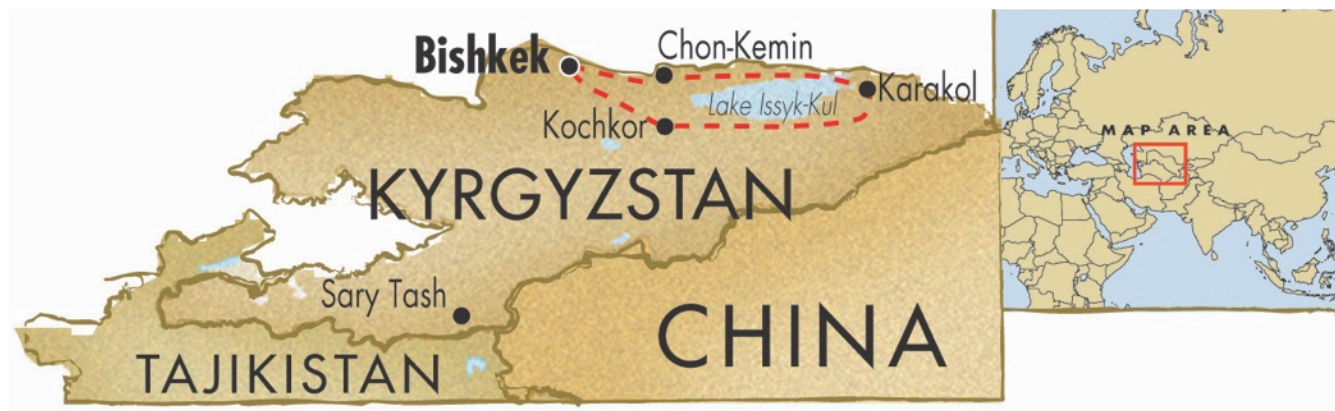 Bishkek
Chon-Kemin
Lake Issyk-Kul
Karakol
Kochkor
MAP AREA
KYRGYZSTAN
Sary Tash
CHINA
TAJIKISTAN